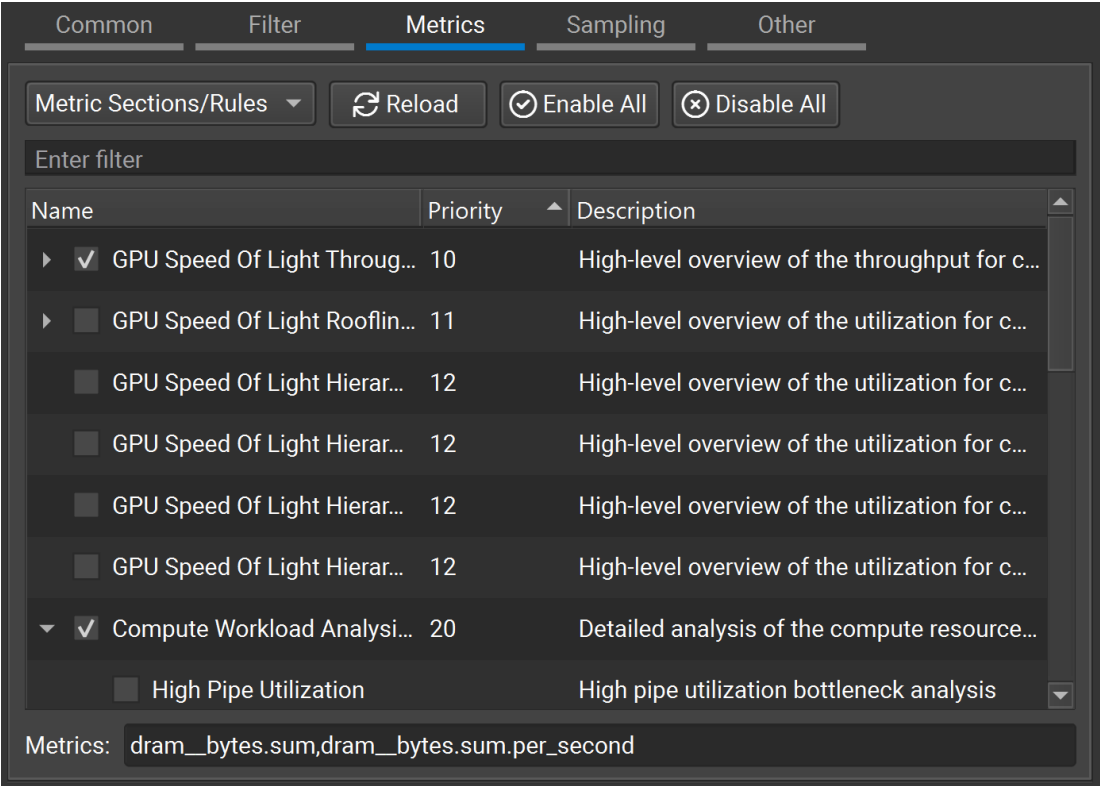 Common Filter Metrics Sampling Other
Metric Sections/Rules Reload Enable All Disable All
Enter filter
Name Priority Description
GPU Speed Of Light Throug... 10 High-level overview of the throughput for c...
GPU Speed Of Light Rooflin... 11 High-level overview of the utilization for c...
GPU Speed Of Light Hierar... 12 High-level overview of the utilization for c...
GPU Speed Of Light Hierar... 12 High-level overview of the utilization for c...
GPU Speed Of Light Hierar... 12 High-level overview of the utilization for c...
GPU Speed Of Light Hierar... 12 High-level overview of the utilization for c...
Compute Workload Analysi... 20 Detailed analysis of the compute resource...
High Pipe Utilization High pipe utilization bottleneck analysis
Metrics: dram__bytes.sum,dram__bytes.sum.per_second